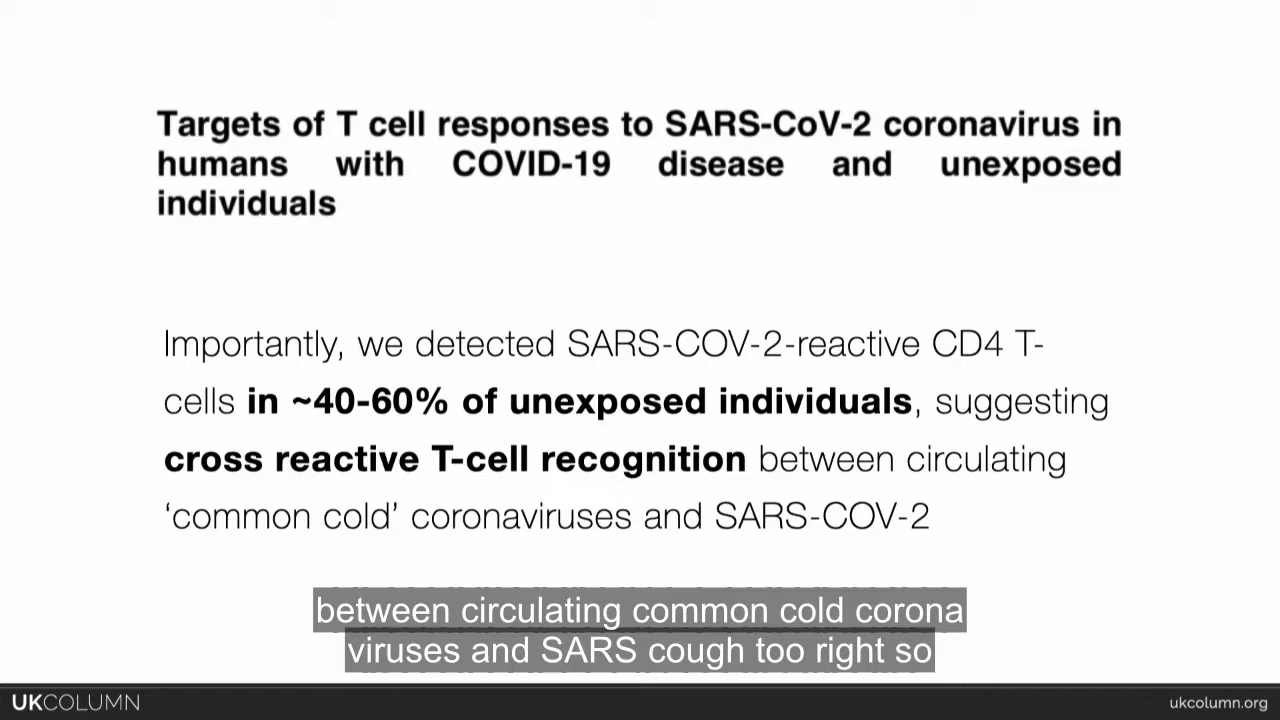 Targets of T cell responses to SARS-CoV-2 coronavirus in
humans with COVID-19 disease and unexposed
individuals
Importantly, we detected SARS-COV-2-reactive CD4 T-
cells in ~40-60% of unexposed individuals, suggesting
cross reactive T-cell recognition between circulating
‘common cold’ coronaviruses and SARS-COV-2
between circulating common cold corona
viruses and SARS cough too right so
UKCOLUMN
ukcolumn.org